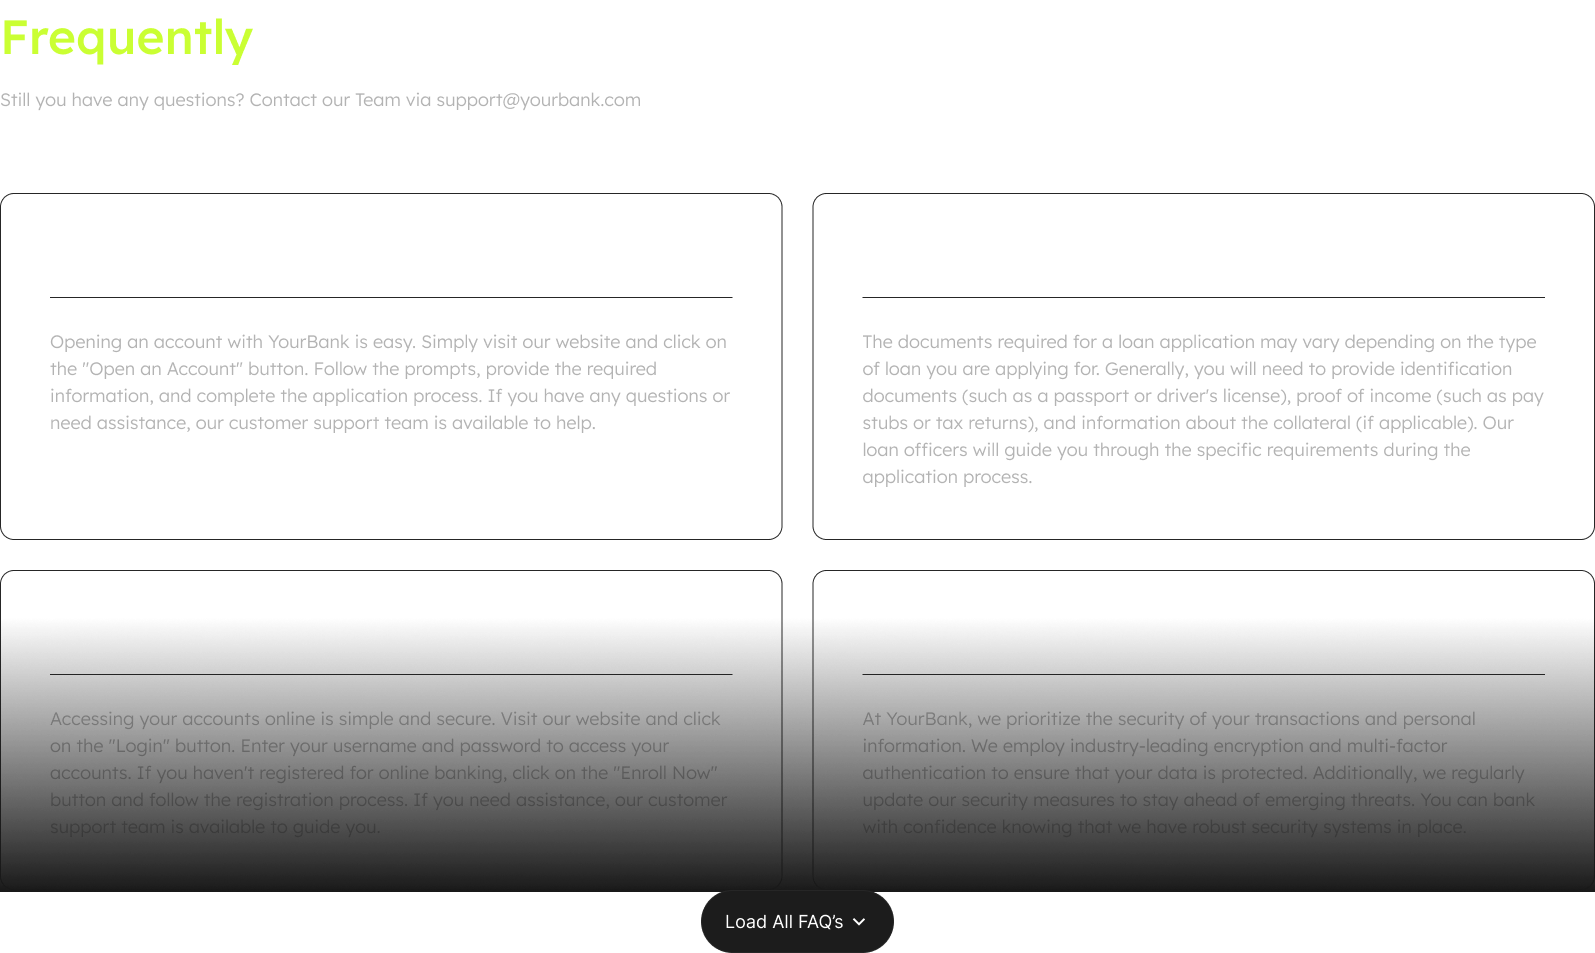 Frequently
Still you have any questions? Contact our Team via support@yourbank.com
Opening an account with YourBank is easy. Simply visit our website and click on
the "Open an Account" button. Follow the prompts, provide the required
information, and complete the application process. If you have any questions or
need assistance, our customer support team is available to help.
The documents required for a loan application may vary depending on the type
of loan you are applying for. Generally, you will need to provide identification
documents (such as a passport or driver's license), proof of income (such as pay
stubs or tax returns), and information about the collateral (if applicable). Our
loan officers will guide you through the specific requirements during the
application process.
Accessing your accounts online is simple and secure. Visit our website and click
on the "Login" button. Enter your username and password to access your
accounts. If you haven't registered for online banking, click on the "Enroll Now"
button and follow the registration process. If you need assistance, our customer
support team is available to guide you.
At YourBank, we prioritize the security of your transactions and personal
information. We employ industry-leading encryption and multi-factor
authentication to ensure that your data is protected. Additionally, we regularly
update our security measures to stay ahead of emerging threats. You can bank
with confidence knowing that we have robust security systems in place.
Load All FAQ’s